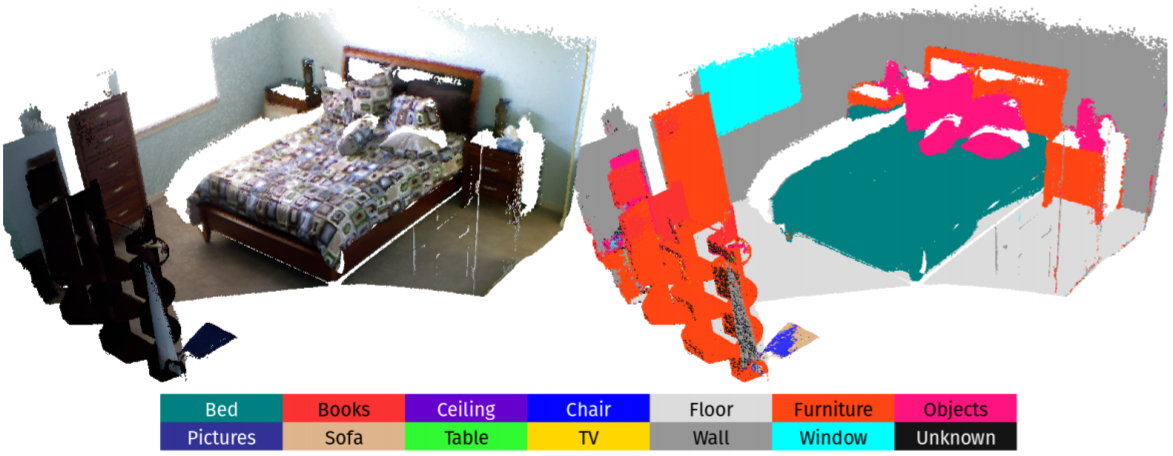 Bed Books Ceiling Chair Floor Furniture Objects
Pictures Sofa Table TV Wall Window Unknown